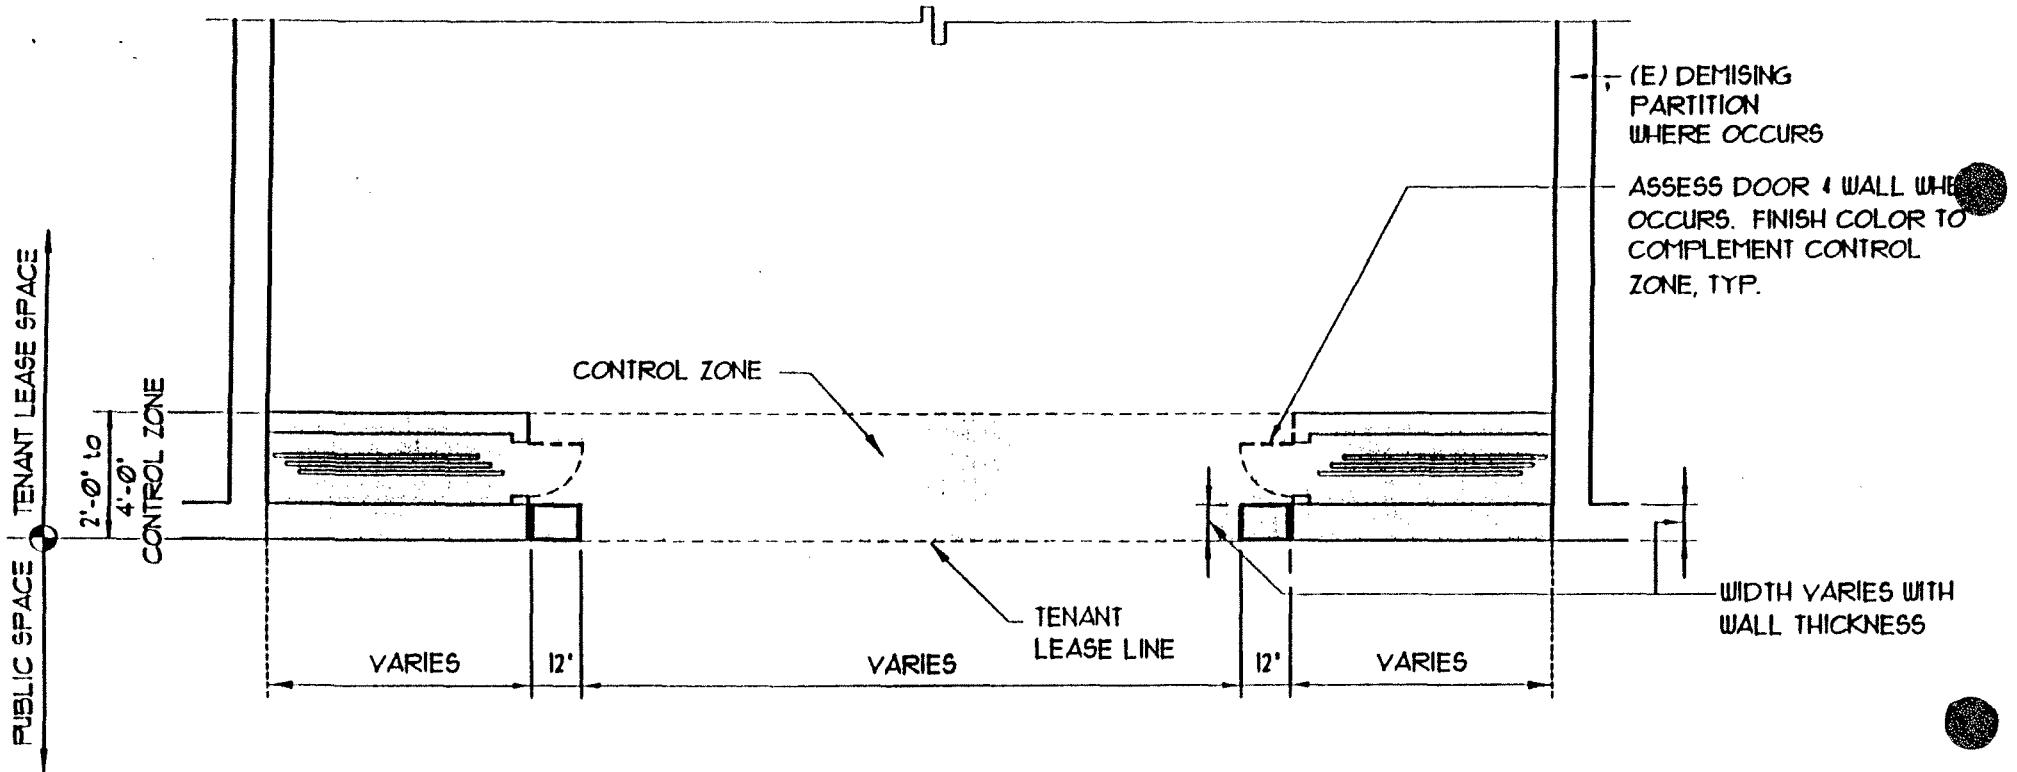 (E) DEMISING
PARTITION
WHERE OCCURS
ASSESS DOOR & WALL
OCCURS. FINISH COLOR TO
COMPLEMENT CONTROL
ZONE, TYP.
CONTROL ZONE
TENANT LEASE SPACE
2'-0" to
4'-0"
CONTROL ZONE
PUBLIC SPACE
TENANT
LEASE LINE
WIDTH VARIES WITH
WALL THICKNESS
VARIES
12"
VARIES
12"
VARIES